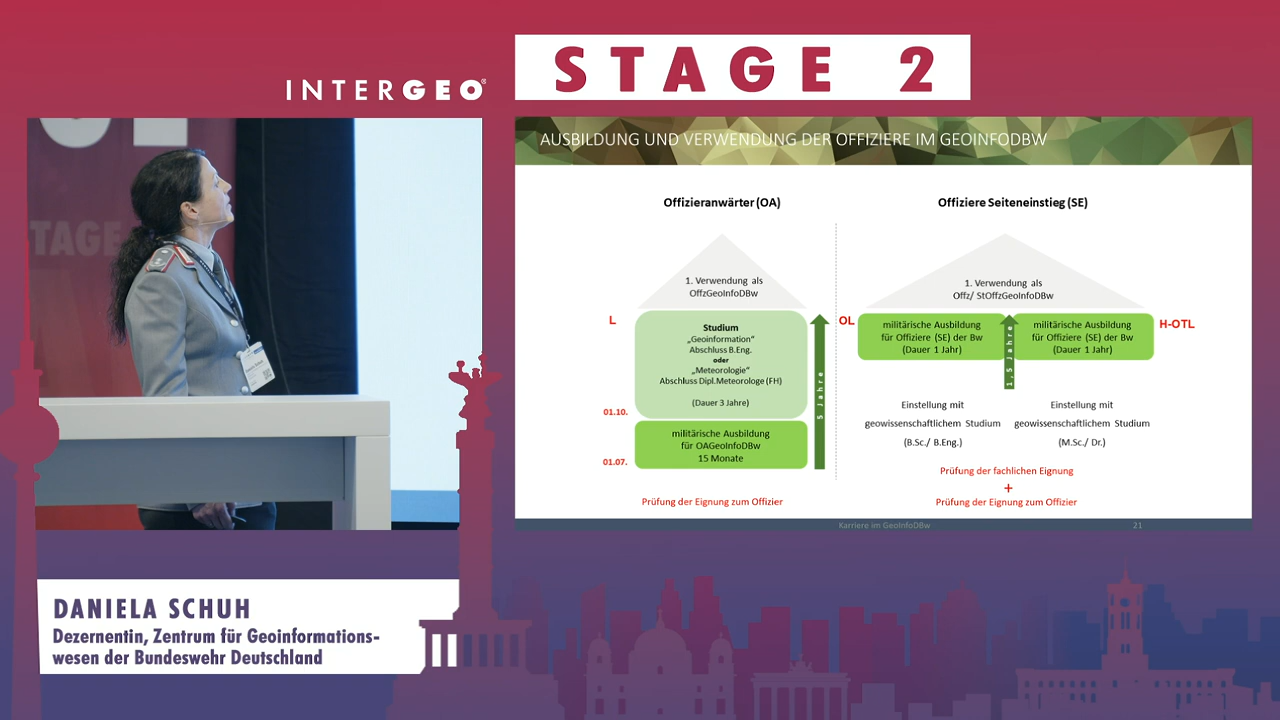 INTERGEO®
STAGE 2
TAGE
AUSBILDUNG UND VERWENDUNG DER OFFIZIERE IM GEOINFODBW
Offizieranwärter (OA)
1. Verwendung als
OffzGeoInfoDBw
L
Studium
„Geoinformation“
Abschluss B.Eng.
oder
„Meteorologie“
Abschluss Dipl.Meteorologe (FH)
(Dauer 3 Jahre)
01.10.
militärische Ausbildung
für OAGeoInfoDBw
15 Monate
01.07.
5 Jahre
Prüfung der Eignung zum Offizier
Offiziere Seiteneinstieg (SE)
1. Verwendung als
Offz/ StOffzGeoInfoDBw
OL
militärische Ausbildung
für Offiziere (SE) der Bw
(Dauer 1 Jahr)
1,5 Jahre
militärische Ausbildung
für Offiziere (SE) der Bw
(Dauer 1 Jahr)
H-OTL
Einstellung mit
geowissenschaftlichem Studium
(B.Sc./ B.Eng.)
Einstellung mit
geowissenschaftlichem Studium
(M.Sc./ Dr.)
Prüfung der fachlichen Eignung
+
Prüfung der Eignung zum Offizier
Karriere im GeoInfoDBw
21
DANIELA SCHUH
Dezernentin, Zentrum für Geoinformations-
wesen der Bundeswehr Deutschland